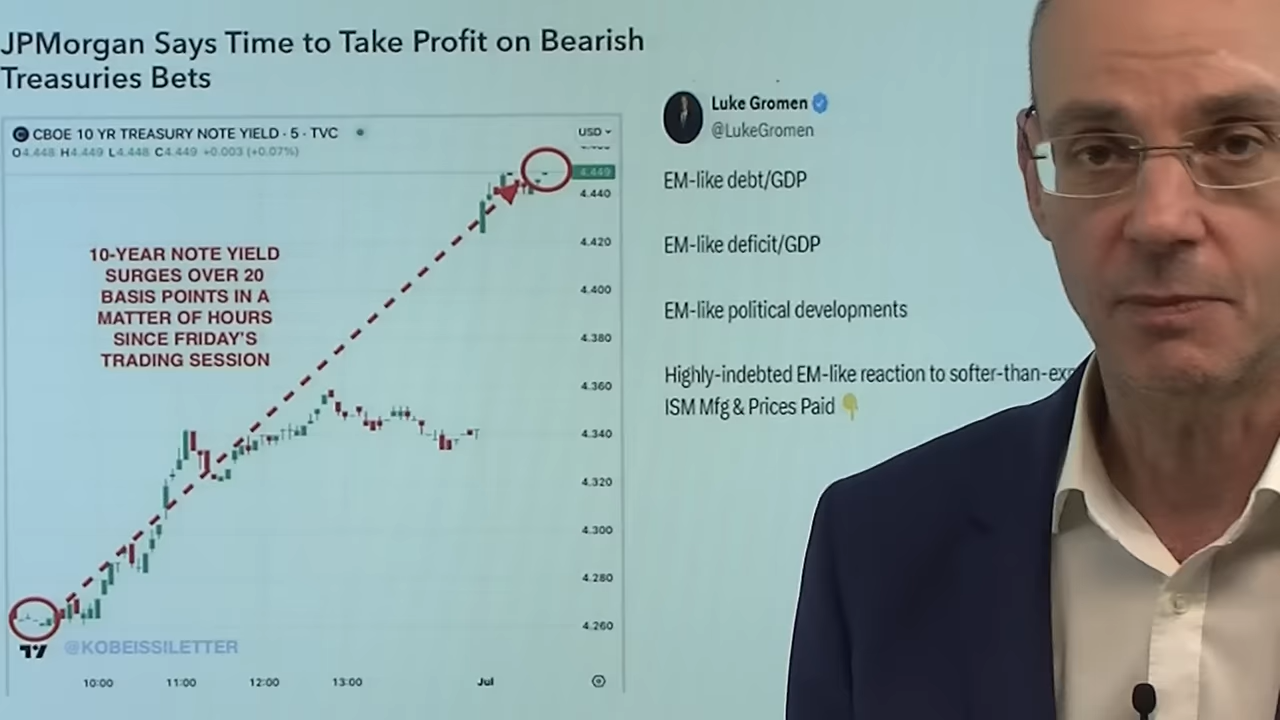 JPMorgan Says Time to Take Profit on Bearish
Treasuries Bets
CBOE 10 YR TREASURY NOTE YIELD · 5 · TVC
USD
O4.448 H4.449 L4.448 C4.449 +0.003 (+0.07%)
4.449
4.440
4.420
4.400
4.380
4.360
4.340
4.320
4.300
4.280
4.260
10-YEAR NOTE YIELD
SURGES OVER 20
BASIS POINTS IN A
MATTER OF HOURS
SINCE FRIDAY'S
TRADING SESSION
@KOBEISSILETTER
10:00 11:00 12:00 13:00 Jul
Luke Gromen
@LukeGromen
EM-like debt/GDP
EM-like deficit/GDP
EM-like political developments
Highly-indebted EM-like reaction to
ISM Mfg & Prices Paid 👇